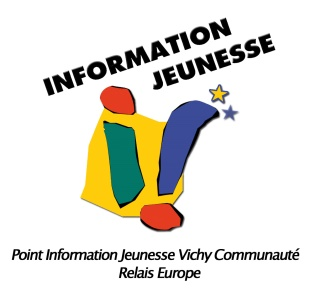 INFORMATION
JEUNESSE
Point Information Jeunesse Vichy Communauté
Relais Europe